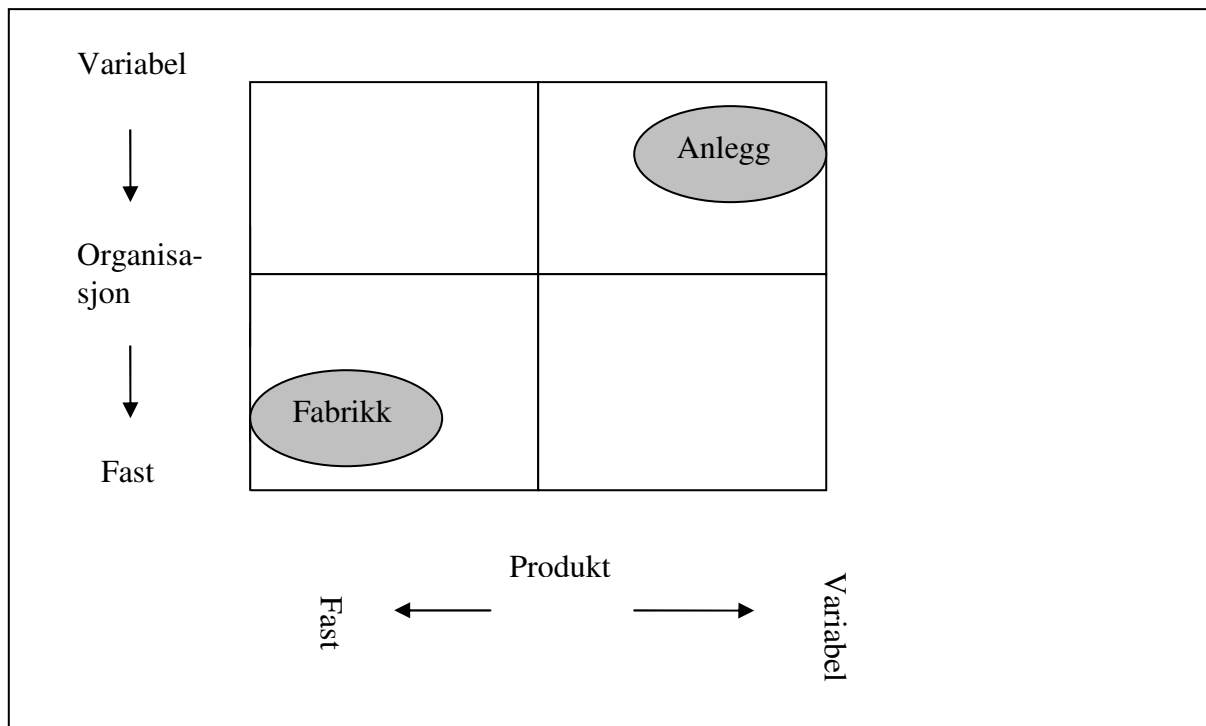 Variabel
Anlegg
Organisa-
sjon
Fabrikk
Fast
Produkt
Fast
Variabel